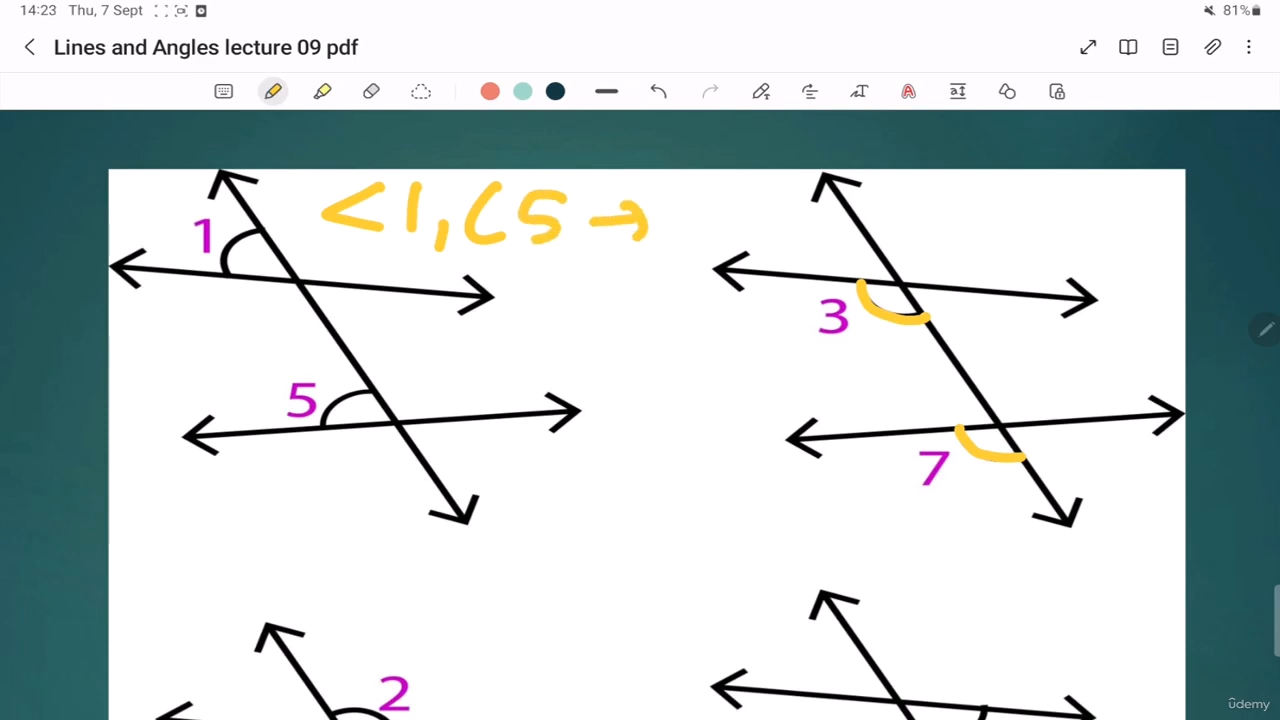 14:23 Thu, 7 Sept 81%
Lines and Angles lecture 09 pdf
<1, (5 →
1
3
5
7
2
ûdemy